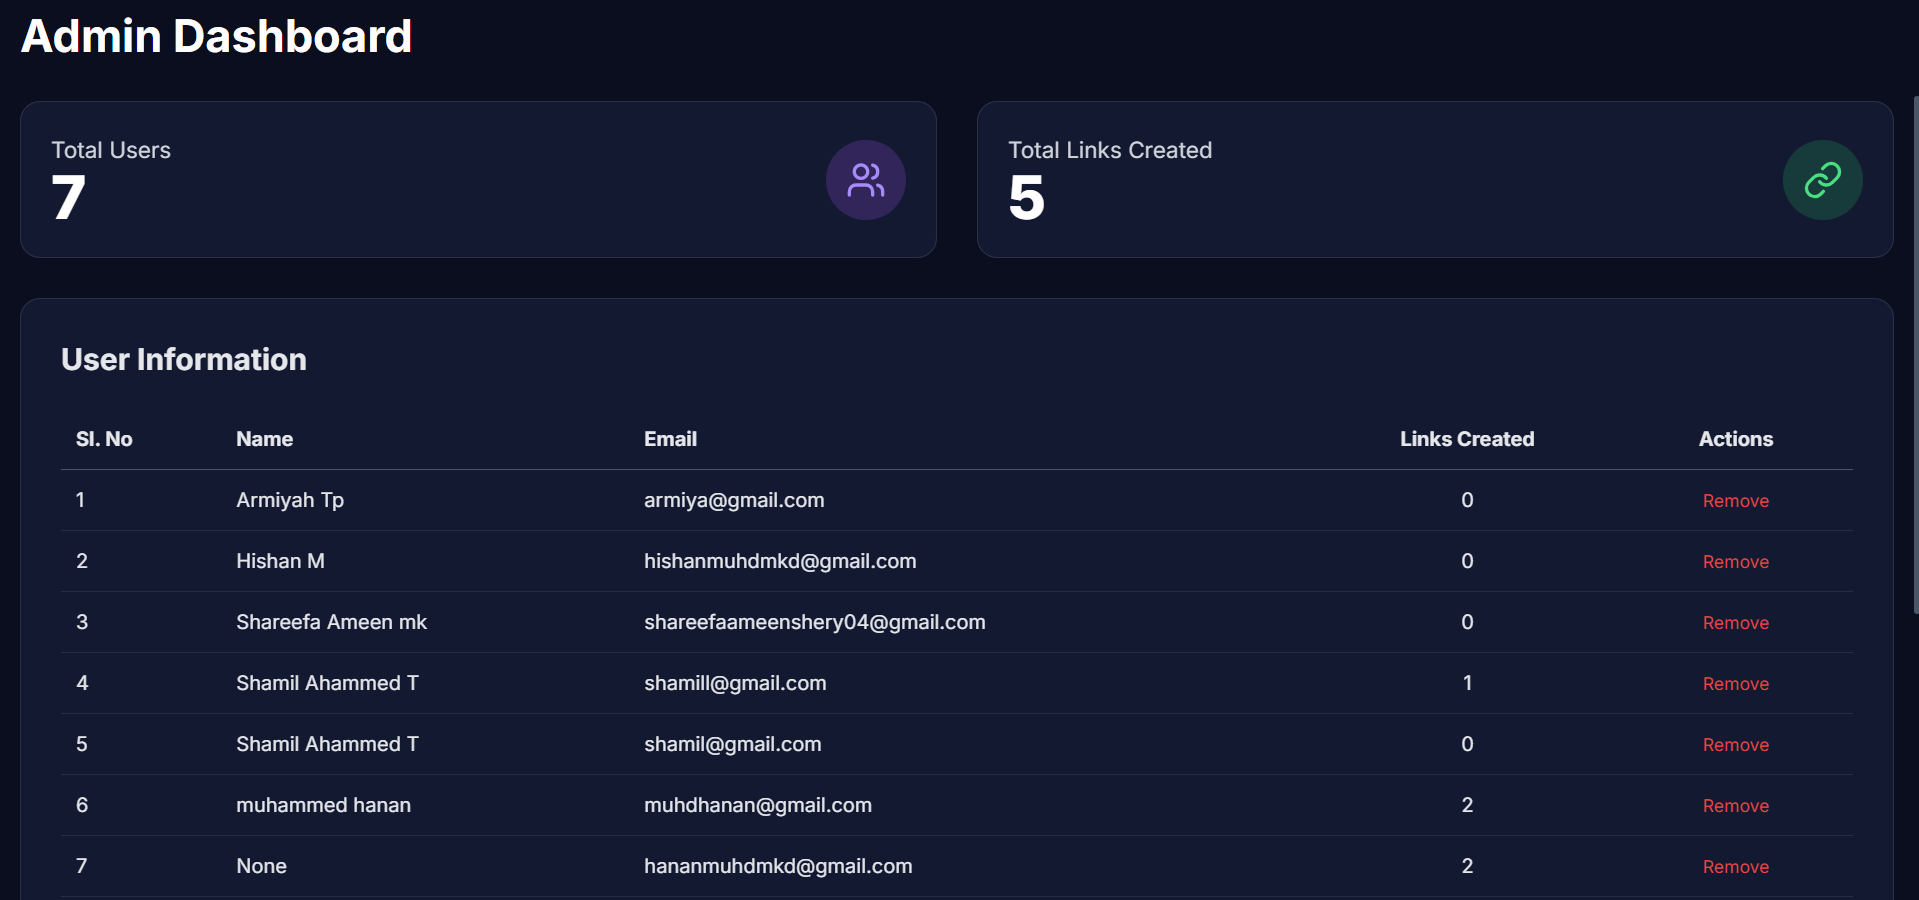 Admin Dashboard
Total Users
7
Total Links Created
5
User Information
Sl. No Name Email Links Created Actions
1 Armiyah Tp armiya@gmail.com 0 Remove
2 Hishan M hishanmuhdmkd@gmail.com 0 Remove
3 Shareefa Ameen mk shareefaameenshery04@gmail.com 0 Remove
4 Shamil Ahammed T shamill@gmail.com 1 Remove
5 Shamil Ahammed T shamil@gmail.com 0 Remove
6 muhammed hanan muhdhanan@gmail.com 2 Remove
7 None hananmuhdmkd@gmail.com 2 Remove